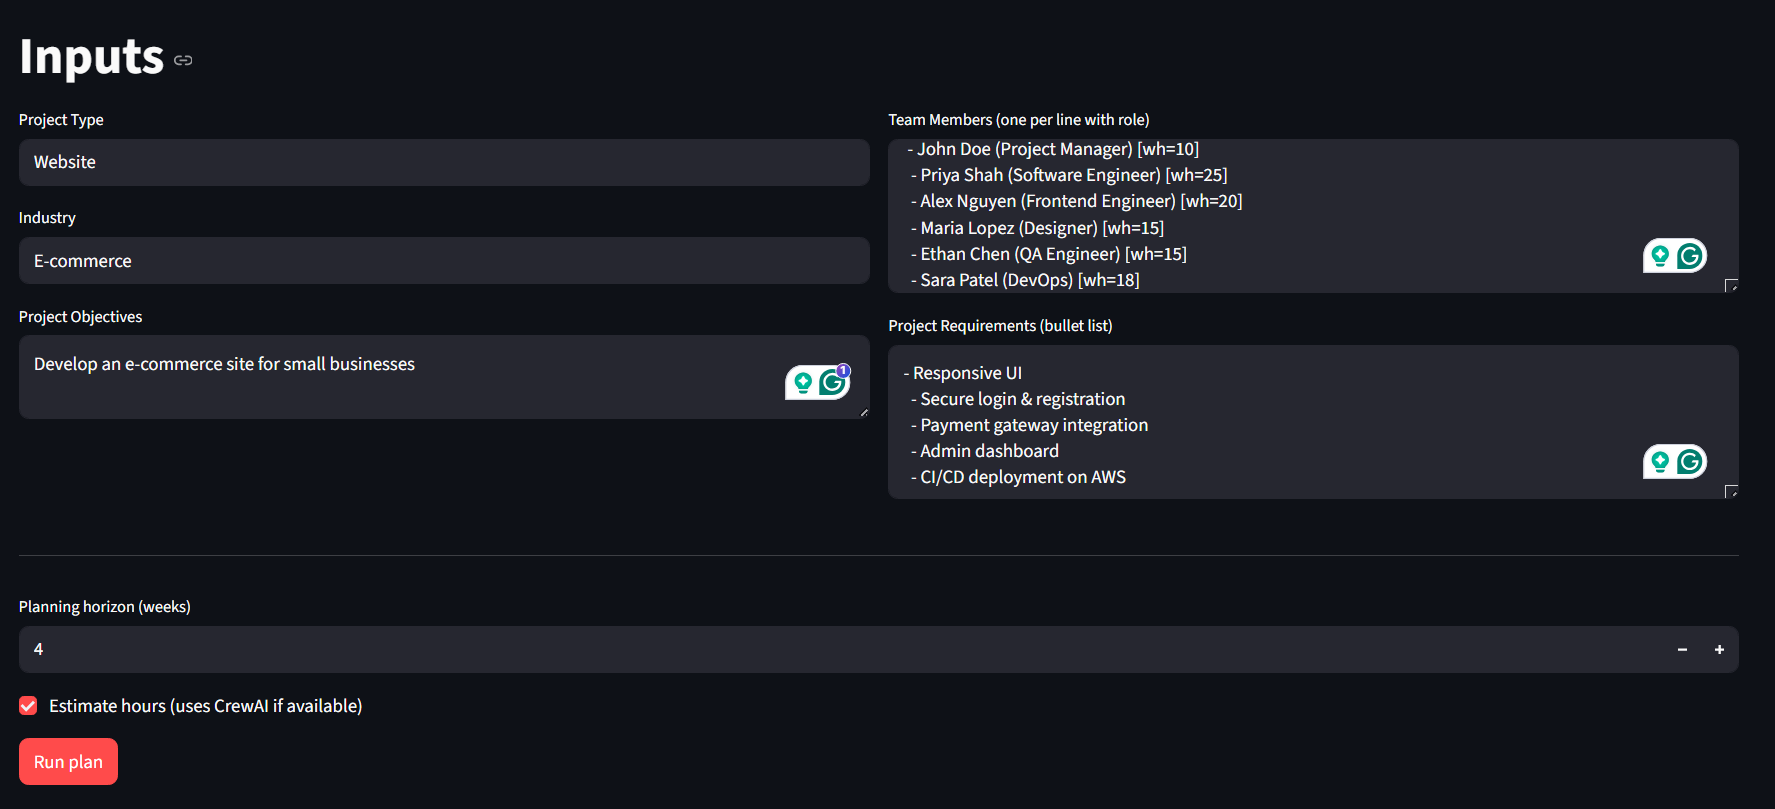 Inputs
Project Type
Website
Industry
E-commerce
Project Objectives
Develop an e-commerce site for small businesses
1
Team Members (one per line with role)
- John Doe (Project Manager) [wh=10]
- Priya Shah (Software Engineer) [wh=25]
- Alex Nguyen (Frontend Engineer) [wh=20]
- Maria Lopez (Designer) [wh=15]
- Ethan Chen (QA Engineer) [wh=15]
- Sara Patel (DevOps) [wh=18]
Project Requirements (bullet list)
- Responsive UI
- Secure login & registration
- Payment gateway integration
- Admin dashboard
- CI/CD deployment on AWS
Planning horizon (weeks)
4
Estimate hours (uses CrewAI if available)
Run plan